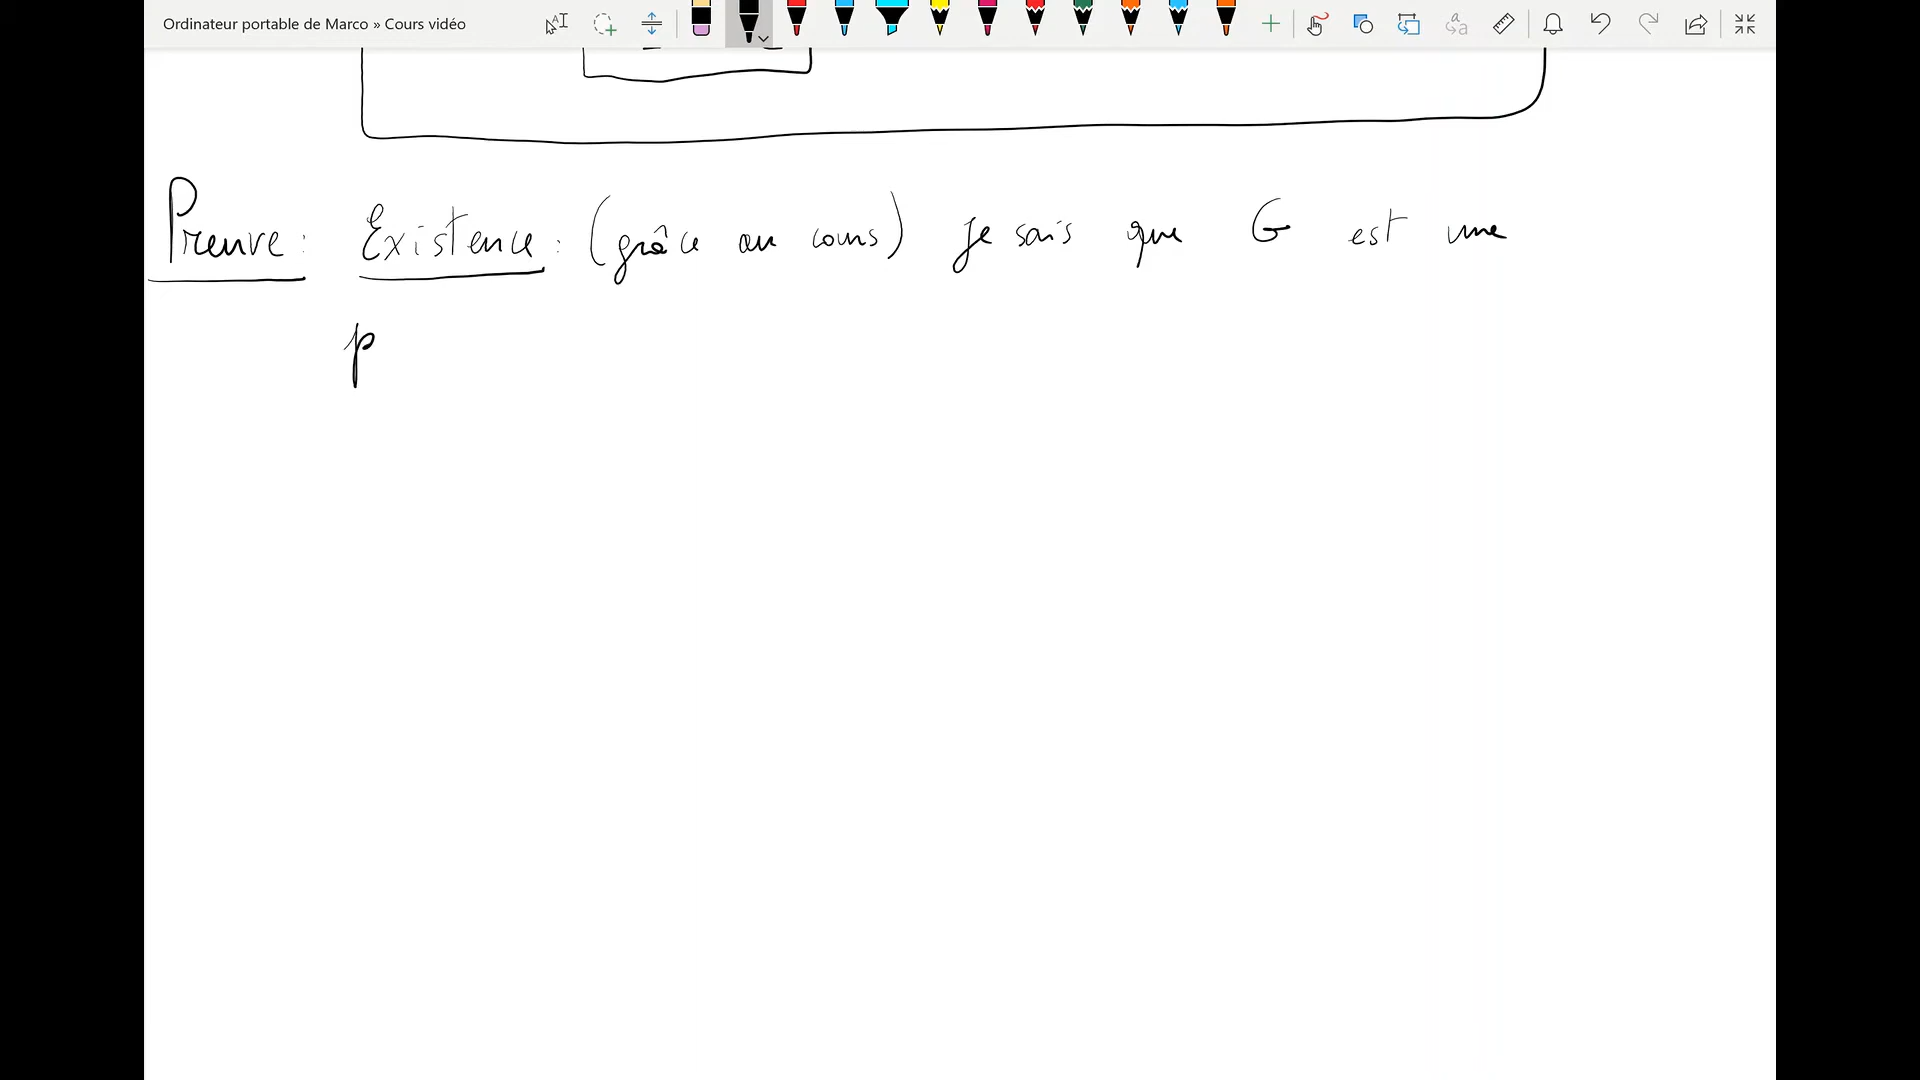 Ordinateur portable de Marco » Cours vidéo
Preuve : Existence : (grâce au cours) je sais que G est une
p